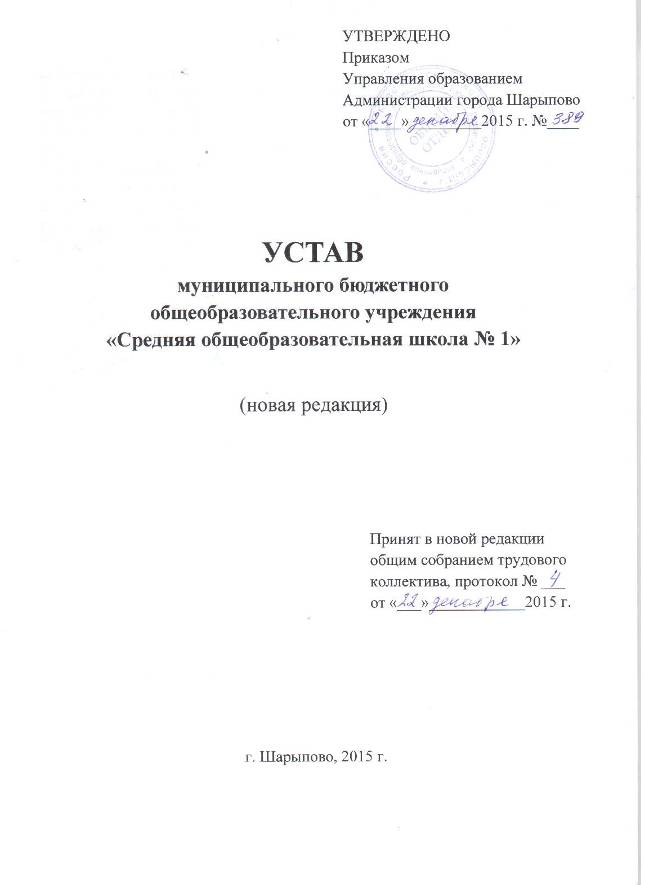 УТВЕРЖДЕНО
Приказом
Управления образованием
Администрации города Шарыпово
от «22» декабря 2015 г. № 389
УСТАВ
муниципального бюджетного
общеобразовательного учреждения
«Средняя общеобразовательная школа № 1»
(новая редакция)
Принят в новой редакции
общим собранием трудового
коллектива, протокол № 4
от «22» декабря 2015 г.
г. Шарыпово, 2015 г.